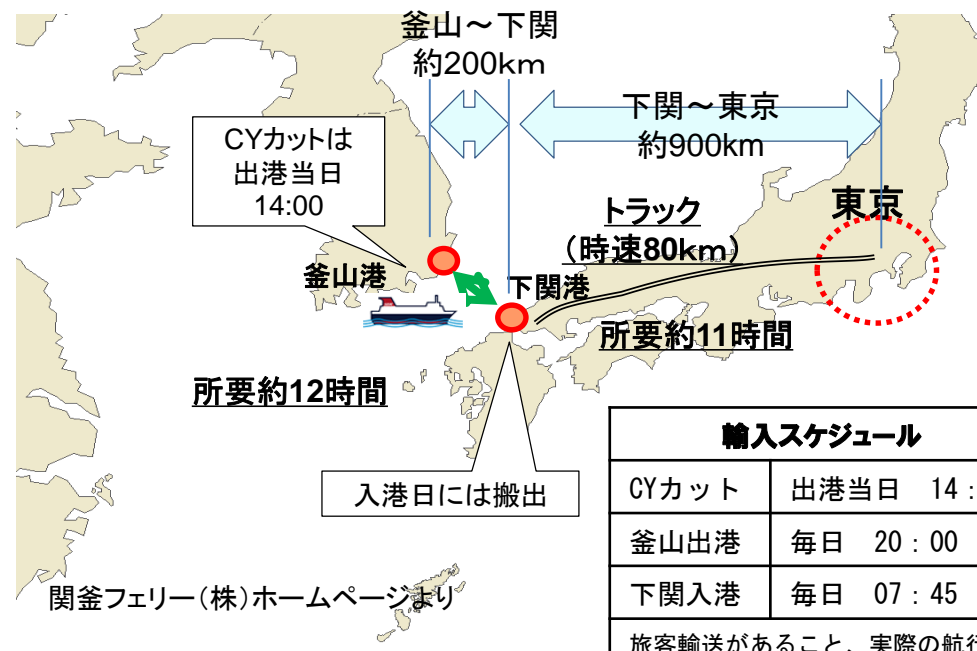 釜山～下関
約200km
下関～東京
約900km
CYカットは
出港当日
14:00
トラック
（時速80km）
東京
釜山港
下関港
所要約11時間
所要約12時間
入港日には搬出
輸入スケジュール
CYカット 出港当日 14：
釜山出港 毎日 20：00
下関入港 毎日 07：45
旅客輸送があること、実際の航行
関釜フェリー（株）ホームページより